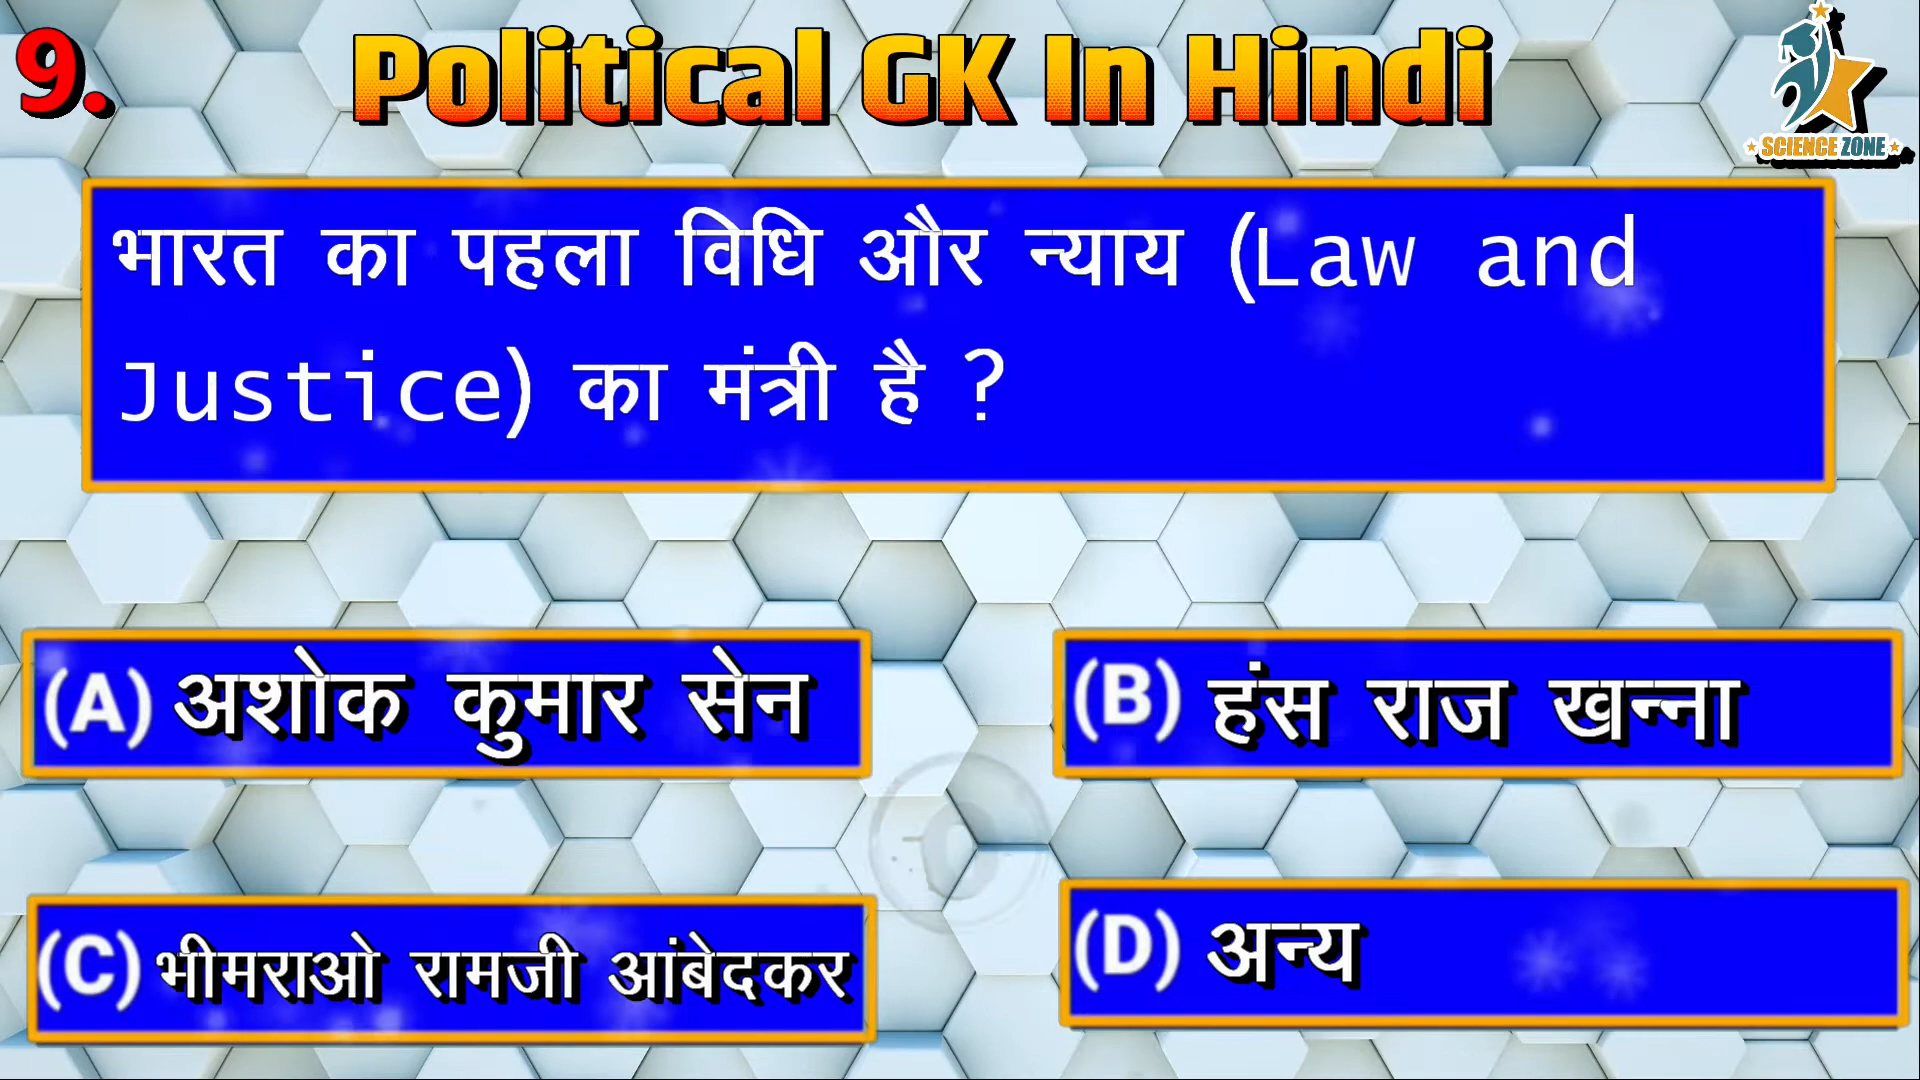 9.
Political GK In Hindi
SCIENCE ZONE
भारत का पहला विधि और न्याय (Law and
Justice) का मंत्री है ?
(A) अशोक कुमार सेन
(B) हंस राज खन्ना
(C) भीमराओ रामजी आंबेदकर
(D) अन्य